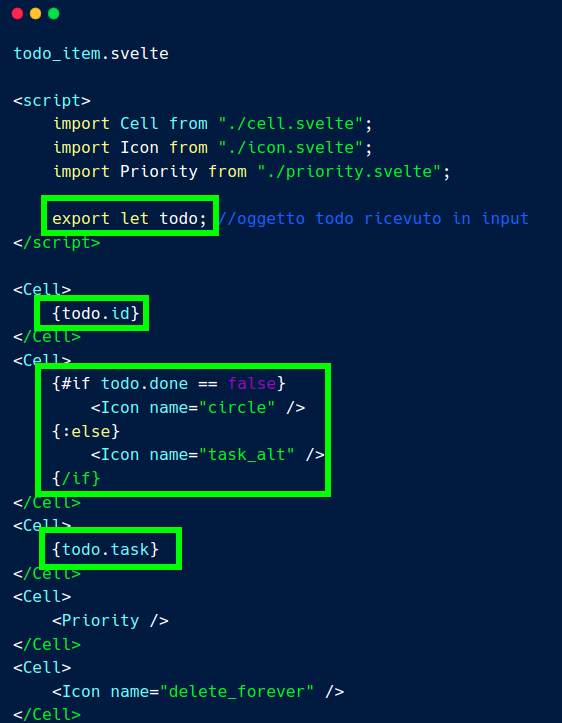 todo_item.svelte
<script>
import Cell from "./cell.svelte";
import Icon from "./icon.svelte";
import Priority from "./priority.svelte";
export let todo; //oggetto todo ricevuto in input
</script>
<Cell>
{todo.id}
</Cell>
<Cell>
{#if todo.done == false}
<Icon name="circle" />
{:else}
<Icon name="task_alt" />
{/if}
</Cell>
<Cell>
{todo.task}
</Cell>
<Cell>
<Priority />
</Cell>
<Cell>
<Icon name="delete_forever" />
</Cell>